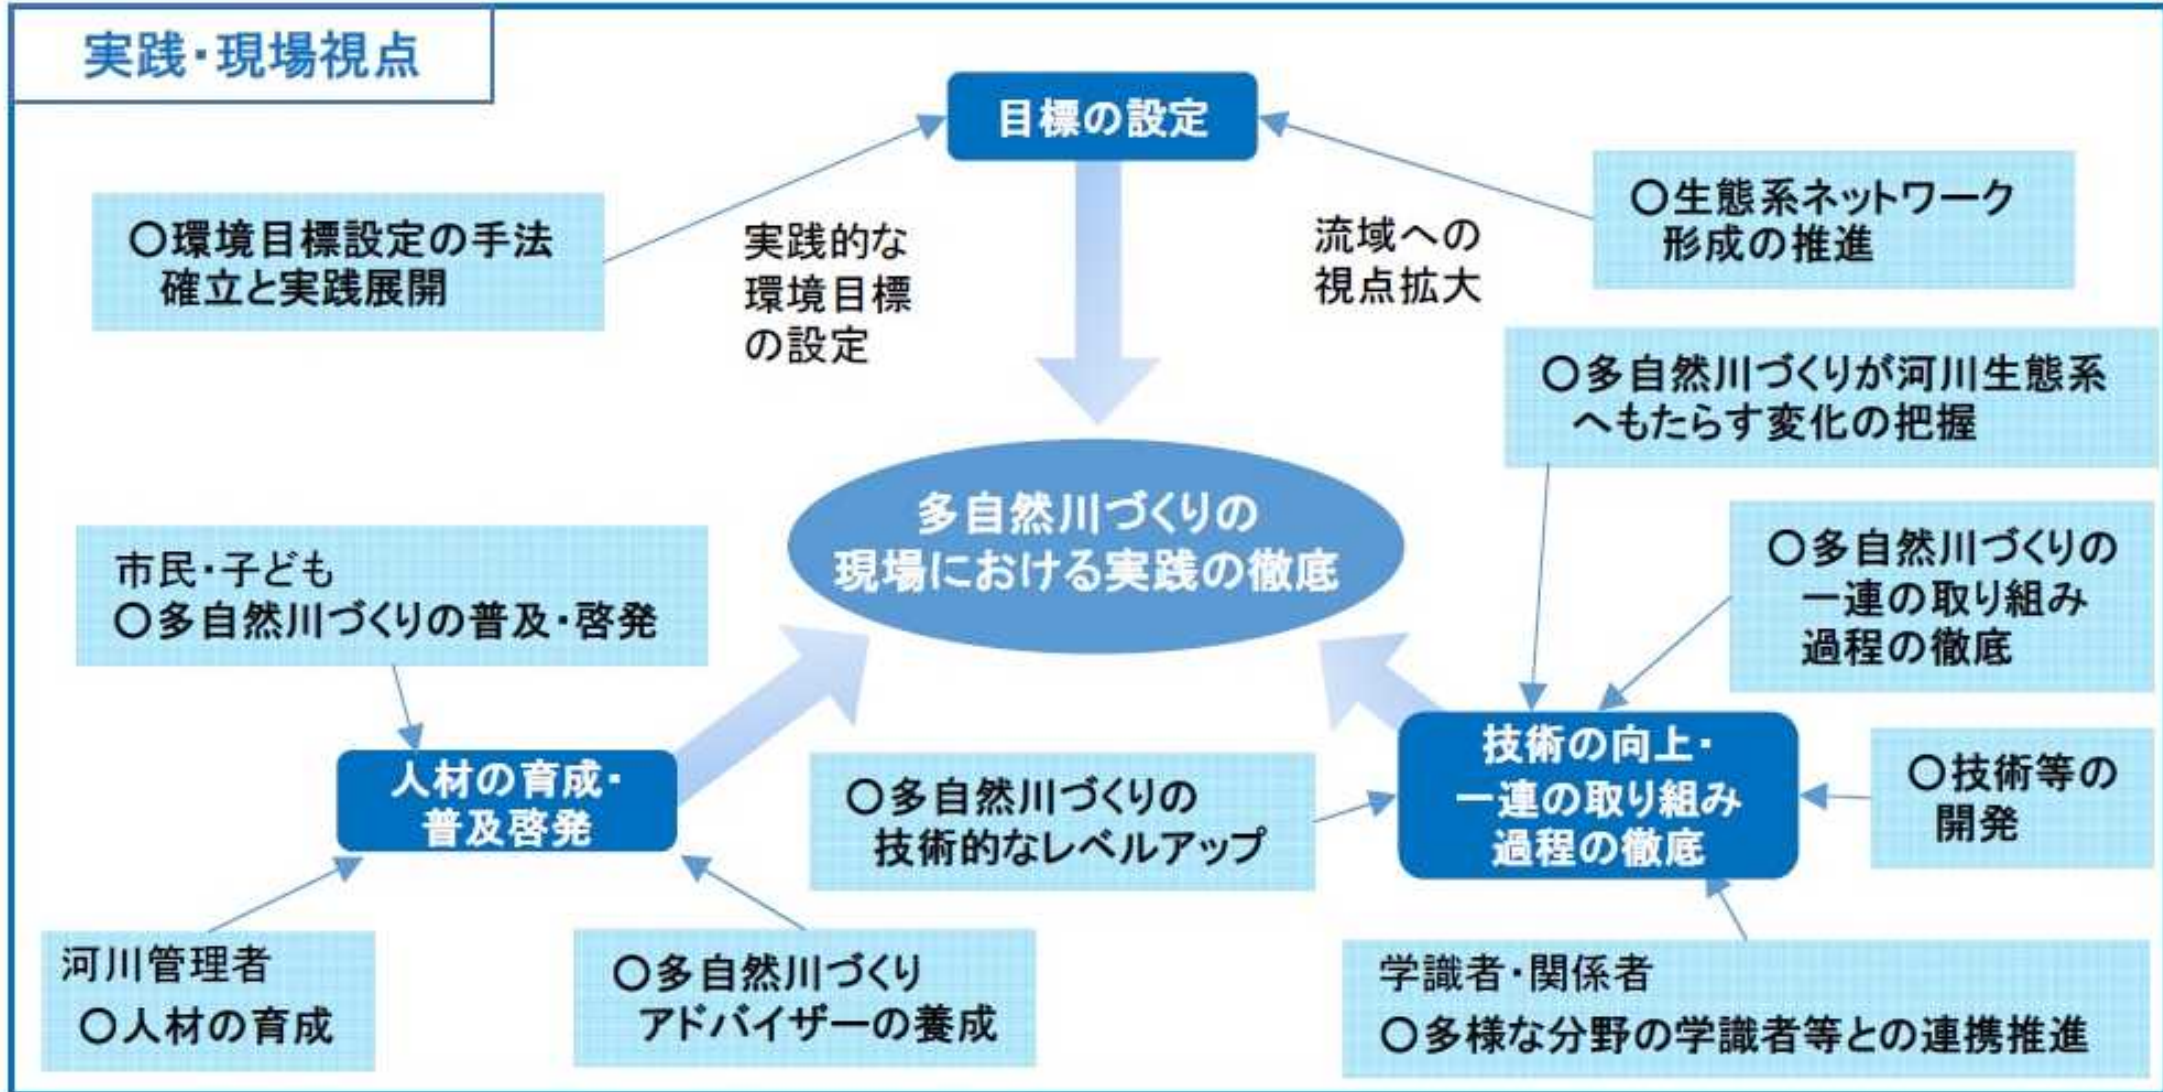 実践・現場視点
目標の設定
〇環境目標設定の手法
確立と実践展開
実践的な
環境目標
の設定
流域への
視点拡大
〇生態系ネットワーク
形成の推進
〇多自然川づくりが河川生態系
へもたらす変化の把握
多自然川づくりの
現場における実践の徹底
〇多自然川づくりの
一連の取り組み
過程の徹底
市民・子ども
〇多自然川づくりの普及・啓発
人材の育成・
普及啓発
〇多自然川づくりの
技術的なレベルアップ
技術の向上・
一連の取り組み
過程の徹底
〇技術等の
開発
河川管理者
〇人材の育成
〇多自然川づくり
アドバイザーの養成
学識者・関係者
〇多様な分野の学識者等との連携推進